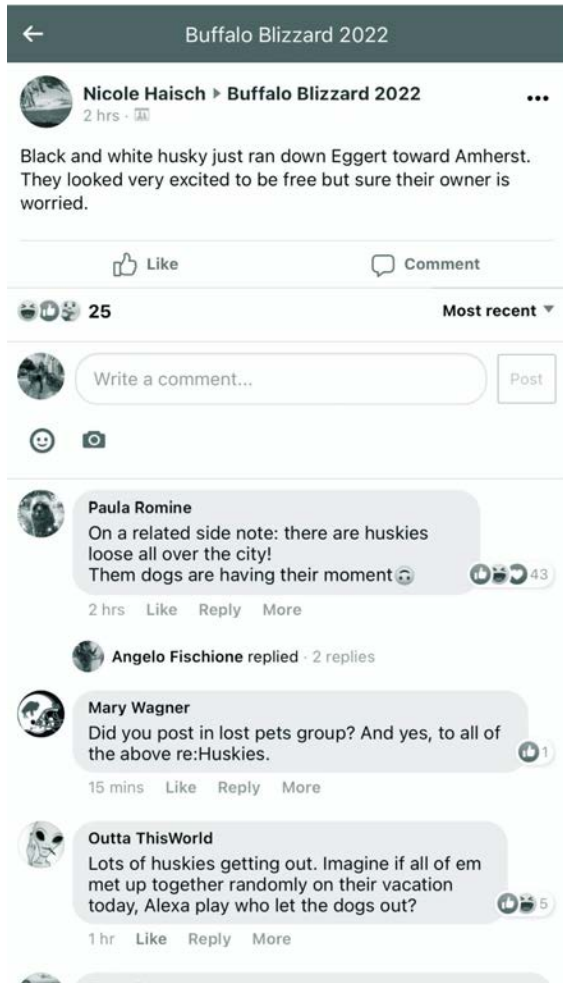 Buffalo Blizzard 2022
Nicole Haisch ▸ Buffalo Blizzard 2022
2 hrs ·
Black and white husky just ran down Eggert toward Amherst.
They looked very excited to be free but sure their owner is
worried.
Like Comment
25 Most recent
Write a comment... Post
Paula Romine
On a related side note: there are huskies
loose all over the city!
Them dogs are having their moment🙃
43
2 hrs Like Reply More
Angelo Fischione replied · 2 replies
Mary Wagner
Did you post in lost pets group? And yes, to all of
the above re:Huskies.
1
15 mins Like Reply More
Outta ThisWorld
Lots of huskies getting out. Imagine if all of em
met up together randomly on their vacation
today, Alexa play who let the dogs out?
5
1 hr Like Reply More